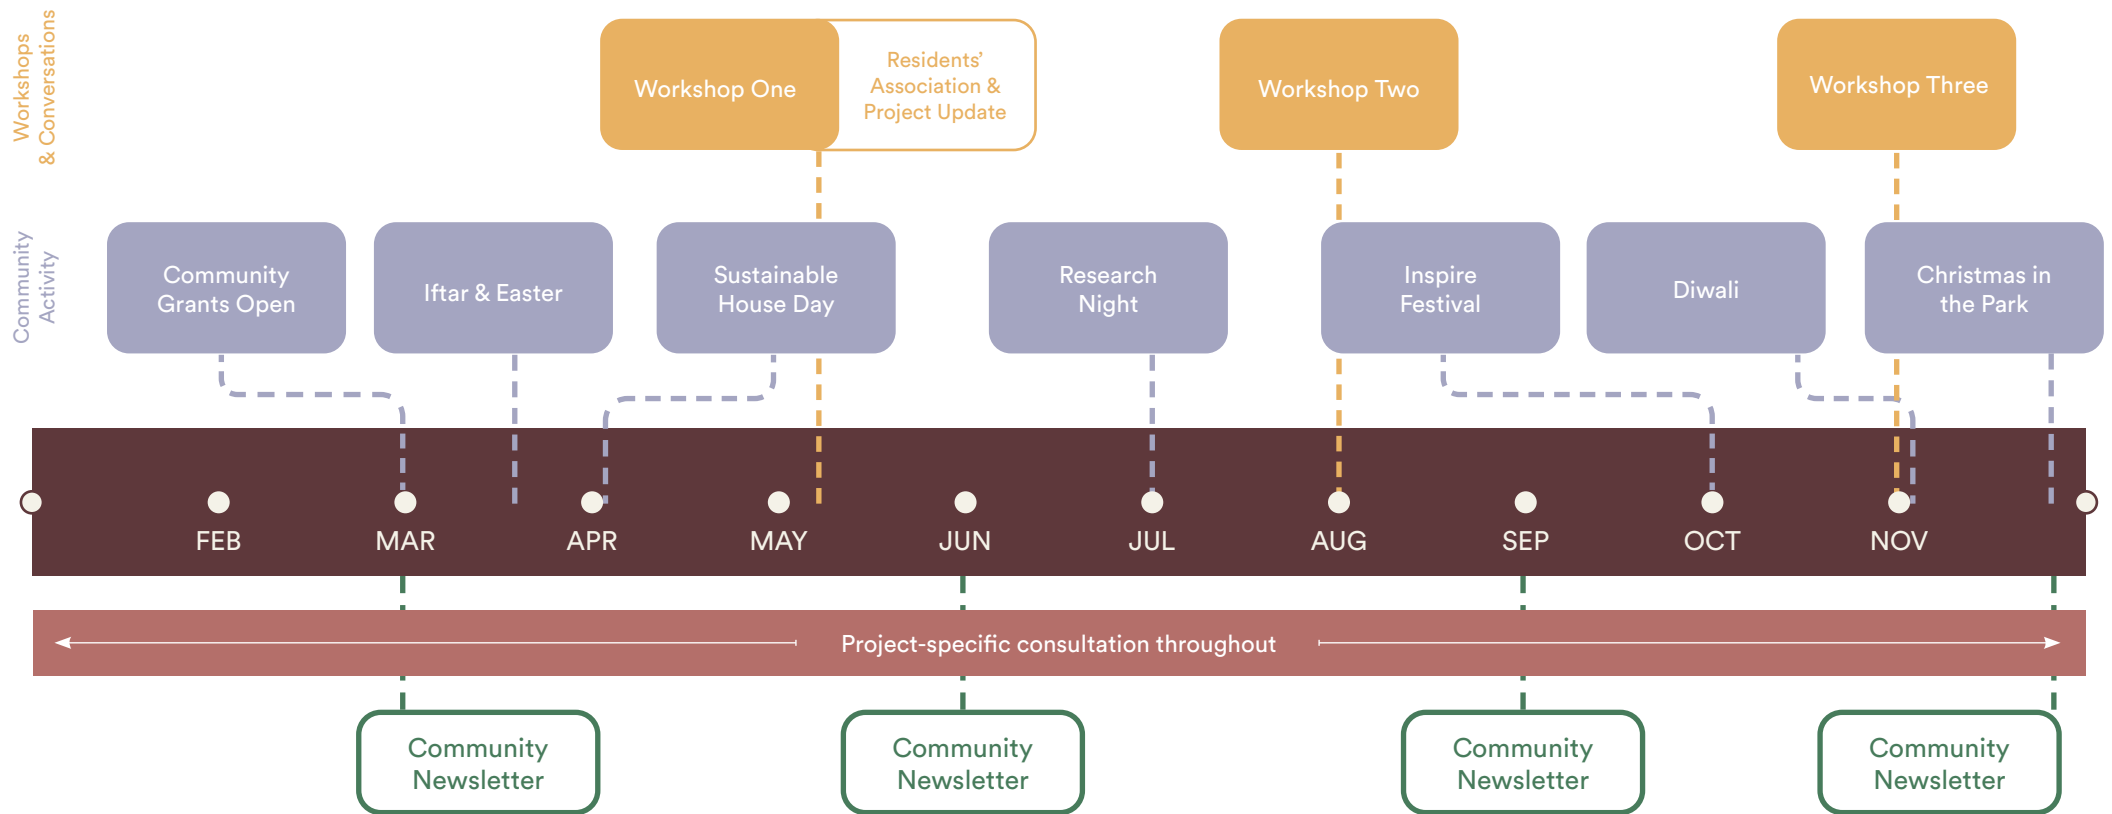 Workshops
& Conversations
Workshop One
Residents’
Association &
Project Update
Workshop Two
Workshop Three
Community
Activity
Community
Grants Open
Iftar & Easter
Sustainable
House Day
Research
Night
Inspire
Festival
Diwali
Christmas in
the Park
FEB
MAR
APR
MAY
JUN
JUL
AUG
SEP
OCT
NOV
Project-specific consultation throughout
Community
Newsletter
Community
Newsletter
Community
Newsletter
Community
Newsletter